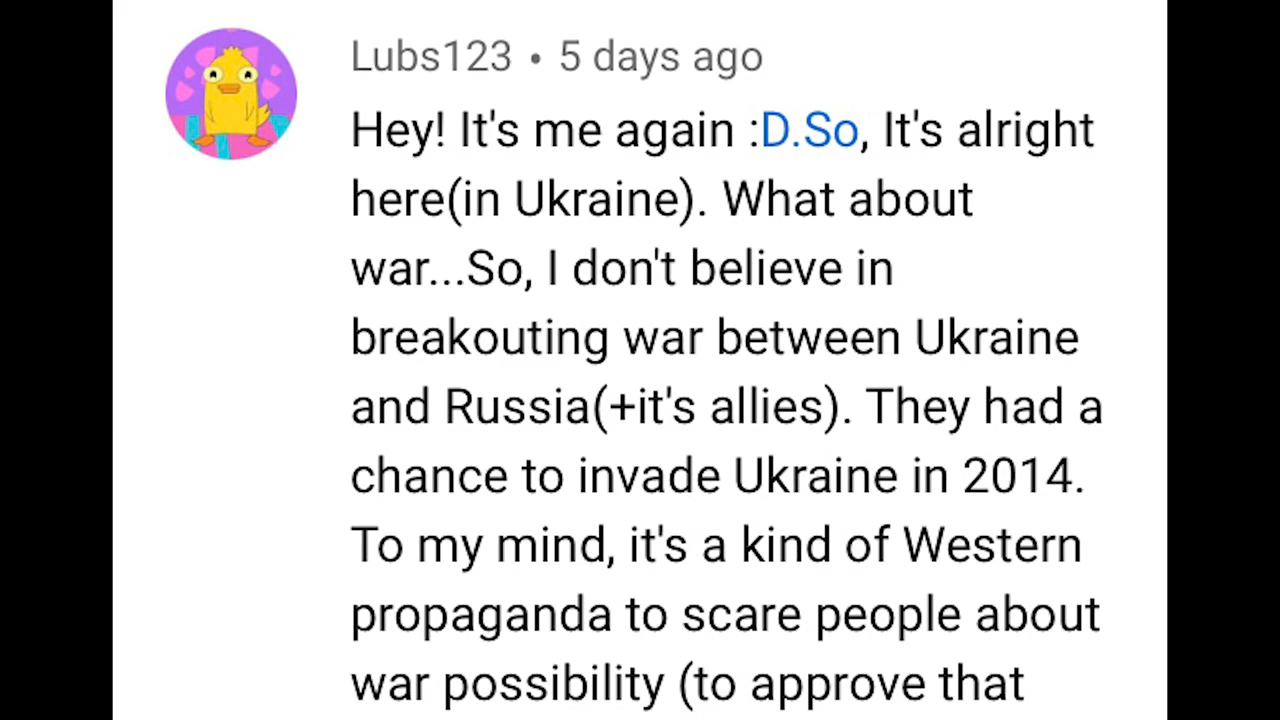 Lubs123 • 5 days ago
Hey! It's me again :D.So, It's alright
here(in Ukraine). What about
war...So, I don't believe in
breakouting war between Ukraine
and Russia(+it's allies). They had a
chance to invade Ukraine in 2014.
To my mind, it's a kind of Western
propaganda to scare people about
war possibility (to approve that